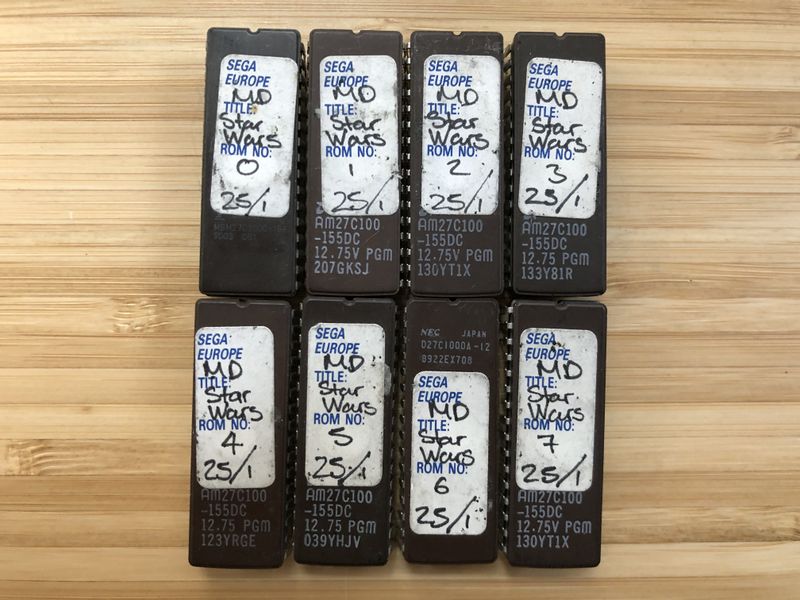 SEGA
EUROPE
MD
TITLE:
Star
Wars
ROM NO:
0
25/1
SEGA
EUROPE
MD
TITLE:
Star
Wars
ROM NO:
1
25/1
AM27C100
-155DC
12.75V PGM
207GKSJ
SEGA
EUROPE
MD
TITLE:
Star
Wars
ROM NO:
2
25/1
AM27C100
-155DC
12.75V PGM
130YT1X
SEGA
EUROPE
MD
TITLE:
Star
Wars
ROM NO:
3
25/1
AM27C100
-155DC
12.75 PGM
133Y81R
SEGA
EUROPE
MD
TITLE:
Star
Wars
ROM NO:
4
25/1
AM27C100
-155DC
12.75 PGM
123YRGE
SEGA
EUROPE
MD
TITLE:
Star
Wars
ROM NO:
5
25/1
AM27C100
-155DC
12.75 PGM
039YHJV
NEC JAPAN
D27C1000A-12
8922EX708
SEGA
EUROPE
MD
TITLE:
Star
Wars
ROM NO:
6
25/1
SEGA
EUROPE
MD
TITLE:
Star
Wars
ROM NO:
7
25/1
AM27C100
-155DC
12.75V PGM
130YT1X